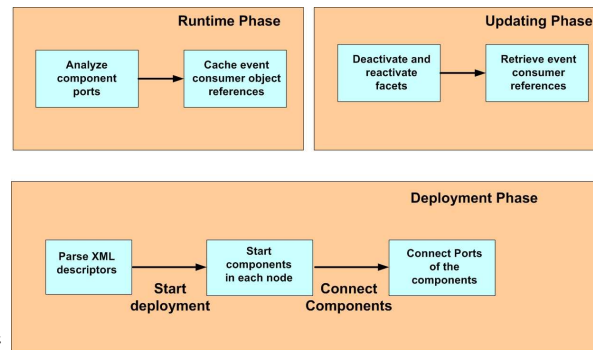 Runtime Phase
Analyze
component
ports
Cache event
consumer object
references
Updating Phase
Deactivate and
reactivate
facets
Retrieve event
consumer
references
Deployment Phase
Parse XML
descriptors
Start
deployment
Start
components
in each node
Connect
Components
Connect Ports
of the
components